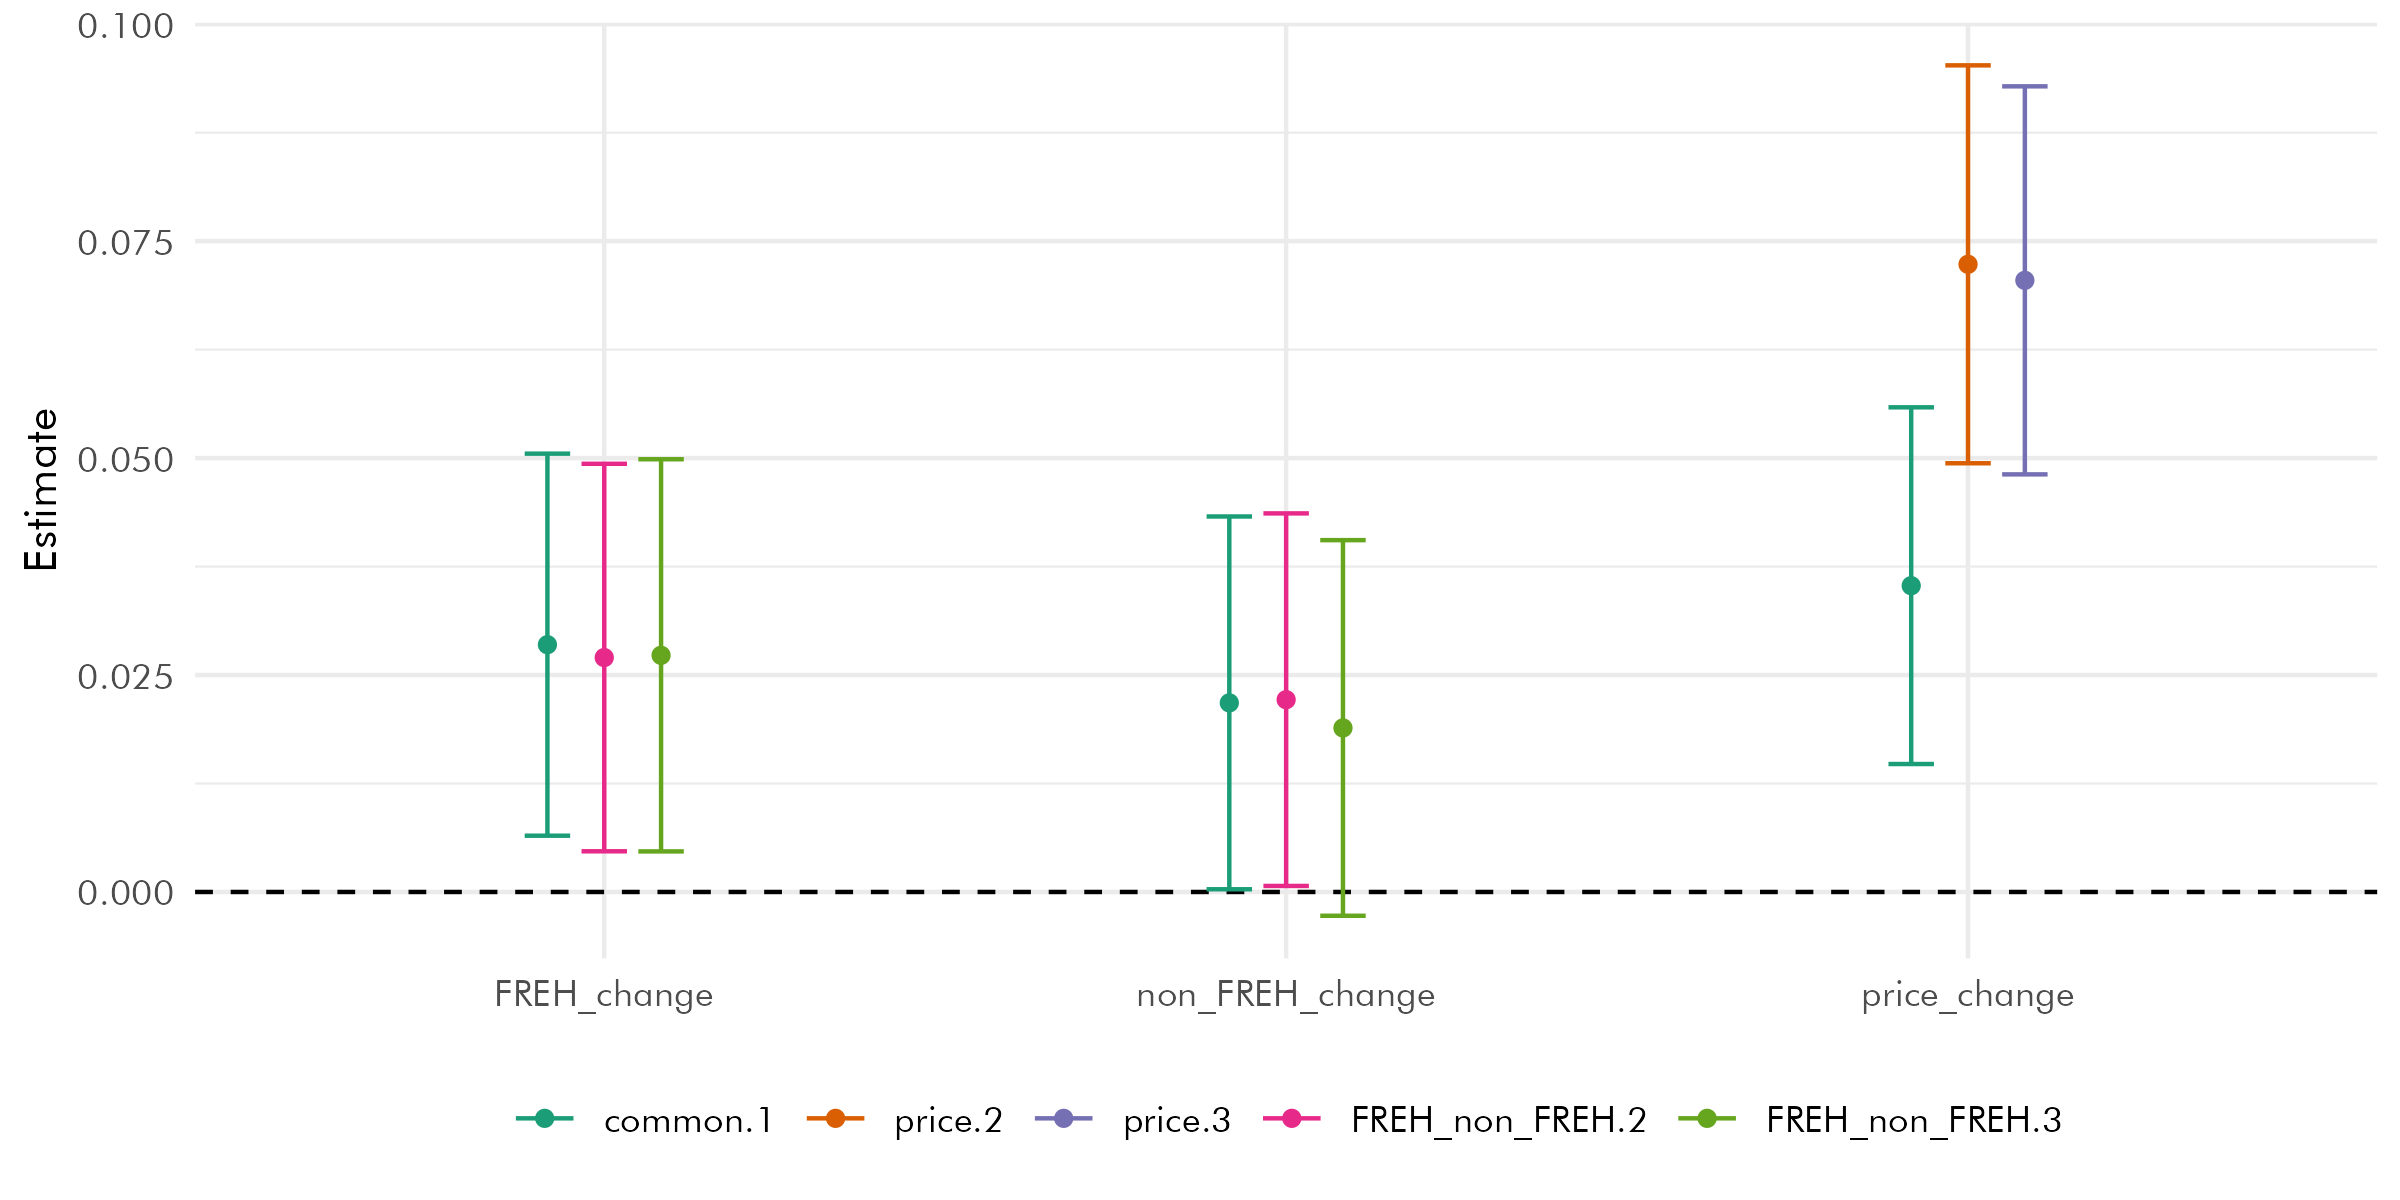 0.100
0.075
0.050
0.025
0.000
Estimate
FREH_change non_FREH_change price_change
common.1 price.2 price.3 FREH_non_FREH.2 FREH_non_FREH.3